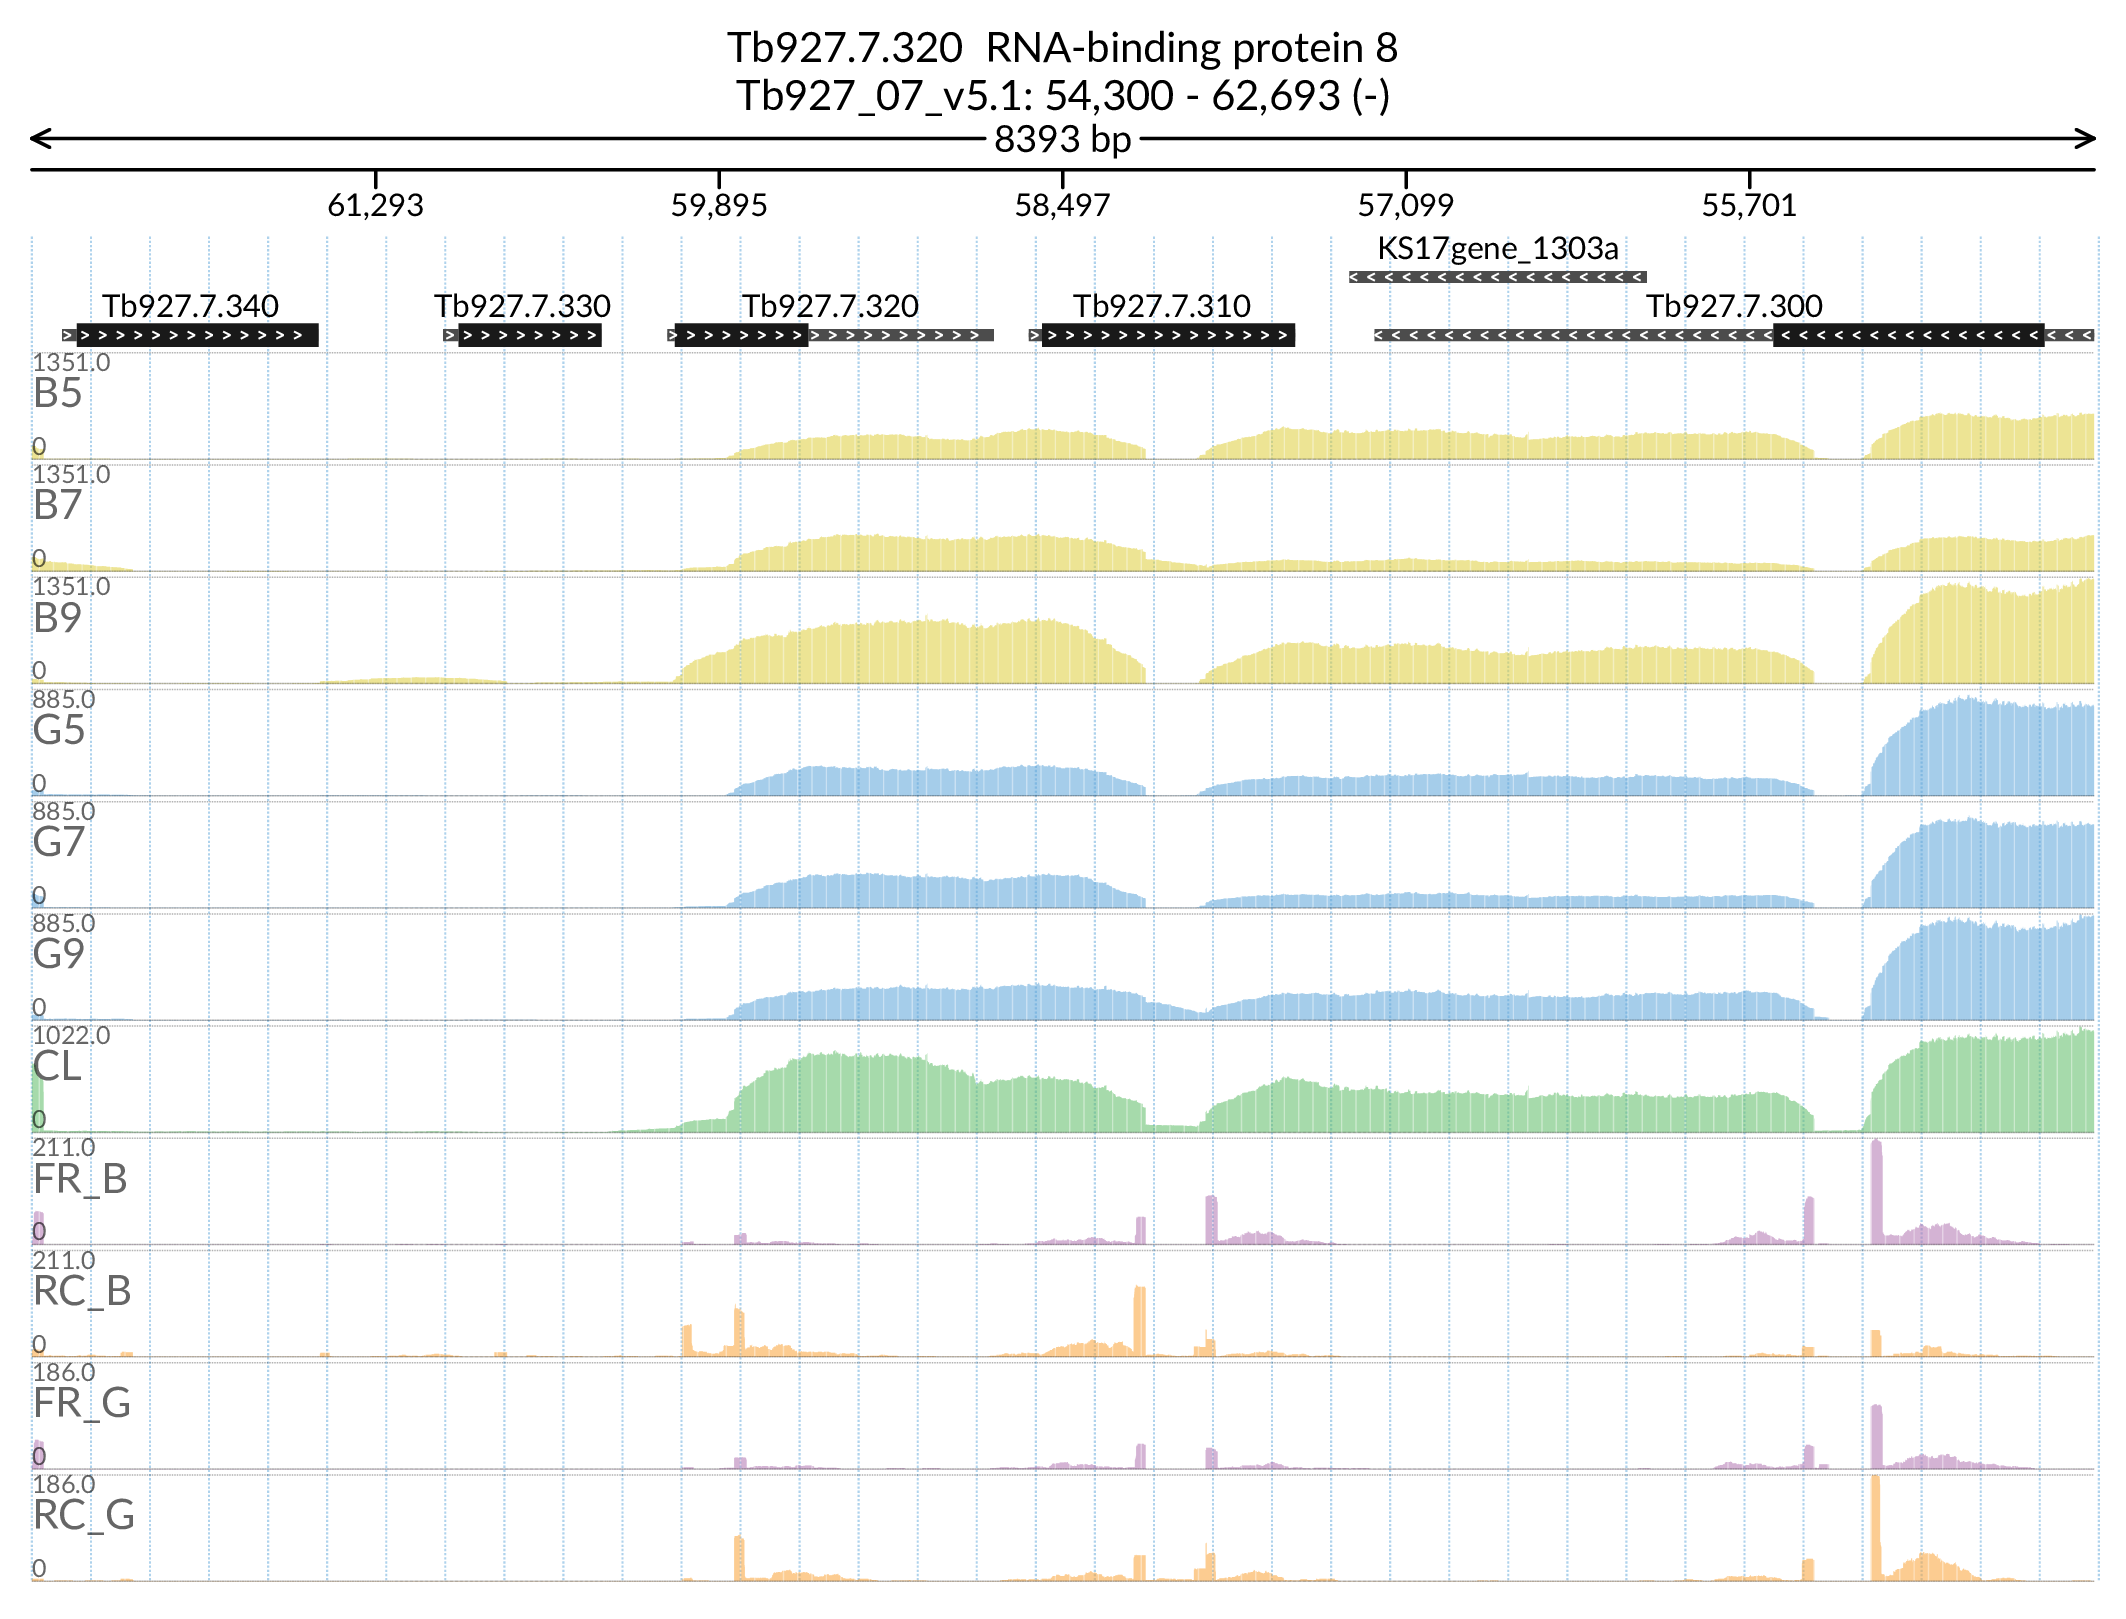 Tb927.7.320  RNA-binding protein 8
Tb927_07_v5.1: 54,300 - 62,693 (-)
8393 bp
61,293 59,895 58,497 57,099 55,701
KS17gene_1303a
Tb927.7.340 Tb927.7.330 Tb927.7.320 Tb927.7.310 Tb927.7.300
1351.0
B5
0
1351.0
B7
0
1351.0
B9
0
885.0
G5
0
885.0
G7
0
885.0
G9
0
1022.0
CL
0
211.0
FR_B
0
211.0
RC_B
0
186.0
FR_G
0
186.0
RC_G
0